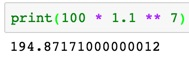 print(100 * 1.1 ** 7)
194.87171000000012